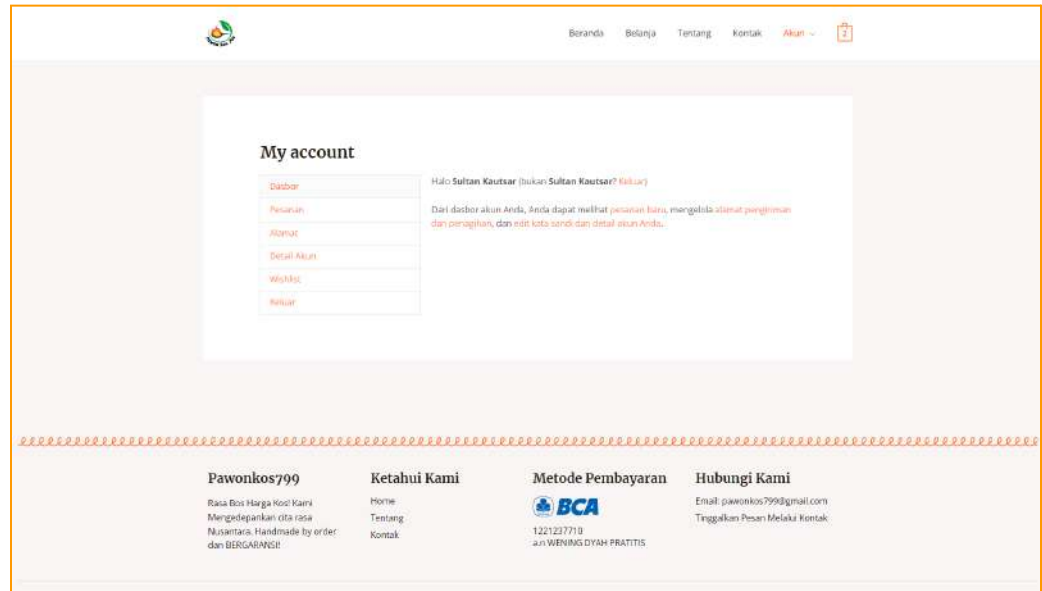 Beranda Belanja Tentang Kontak Akun 2
My account
Dasbor
Pesanan
Alamat
Detail Akun
Wishlist
Keluar
Halo Sultan Kautsar (bukan Sultan Kautsar? Keluar)
Dari dasbor akun Anda, Anda dapat melihat pesanan baru, mengelola alamat pengiriman
dan penagihan, dan edit kata sandi dan detail akun Anda.
Pawonkos799
Rasa Bos Harga Kos! Kami
Mengedepankan cita rasa
Nusantara. Handmade by order
dan BERGARANSI!
Ketahui Kami
Home
Tentang
Kontak
Metode Pembayaran
BCA
1221237710
a.n WENING DYAH PRATITIS
Hubungi Kami
Email: pawonkos799@gmail.com
Tinggalkan Pesan Melalui Kontak